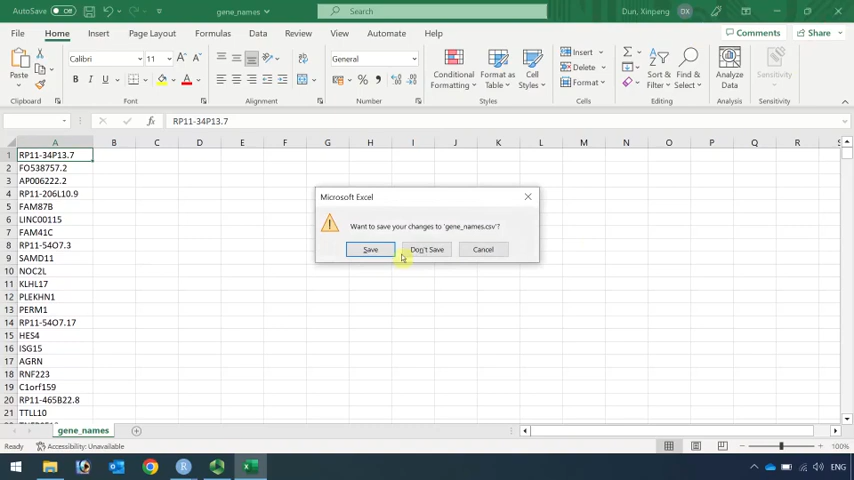 AutoSave Off gene_names Search Dun, Xinpeng DX
File Home Insert Page Layout Formulas Data Review View Automate Help Comments Share
Paste Calibri 11 General Conditional Formatting Format as Table Cell Styles Insert Delete Format Sort & Filter Find & Select Analyze Data Sensitivity
Clipboard Font Alignment Number Styles Cells Editing Analysis Sensitivity
fx RP11-34P13.7
A B C D E F G H I J K L M N O P Q R S
1 RP11-34P13.7
2 FO538757.2
3 AP006222.2
4 RP11-206L10.9
5 FAM87B
6 LINC00115
7 FAM41C
8 RP11-54O7.3
9 SAMD11
10 NOC2L
11 KLHL17
12 PLEKHN1
13 PERM1
14 RP11-54O7.17
15 HES4
16 ISG15
17 AGRN
18 RNF223
19 C1orf159
20 RP11-465B22.8
21 TTLL10
Microsoft Excel
Want to save your changes to 'gene_names.csv'?
Save Don't Save Cancel
gene_names
Ready Accessibility: Unavailable 100%
ENG